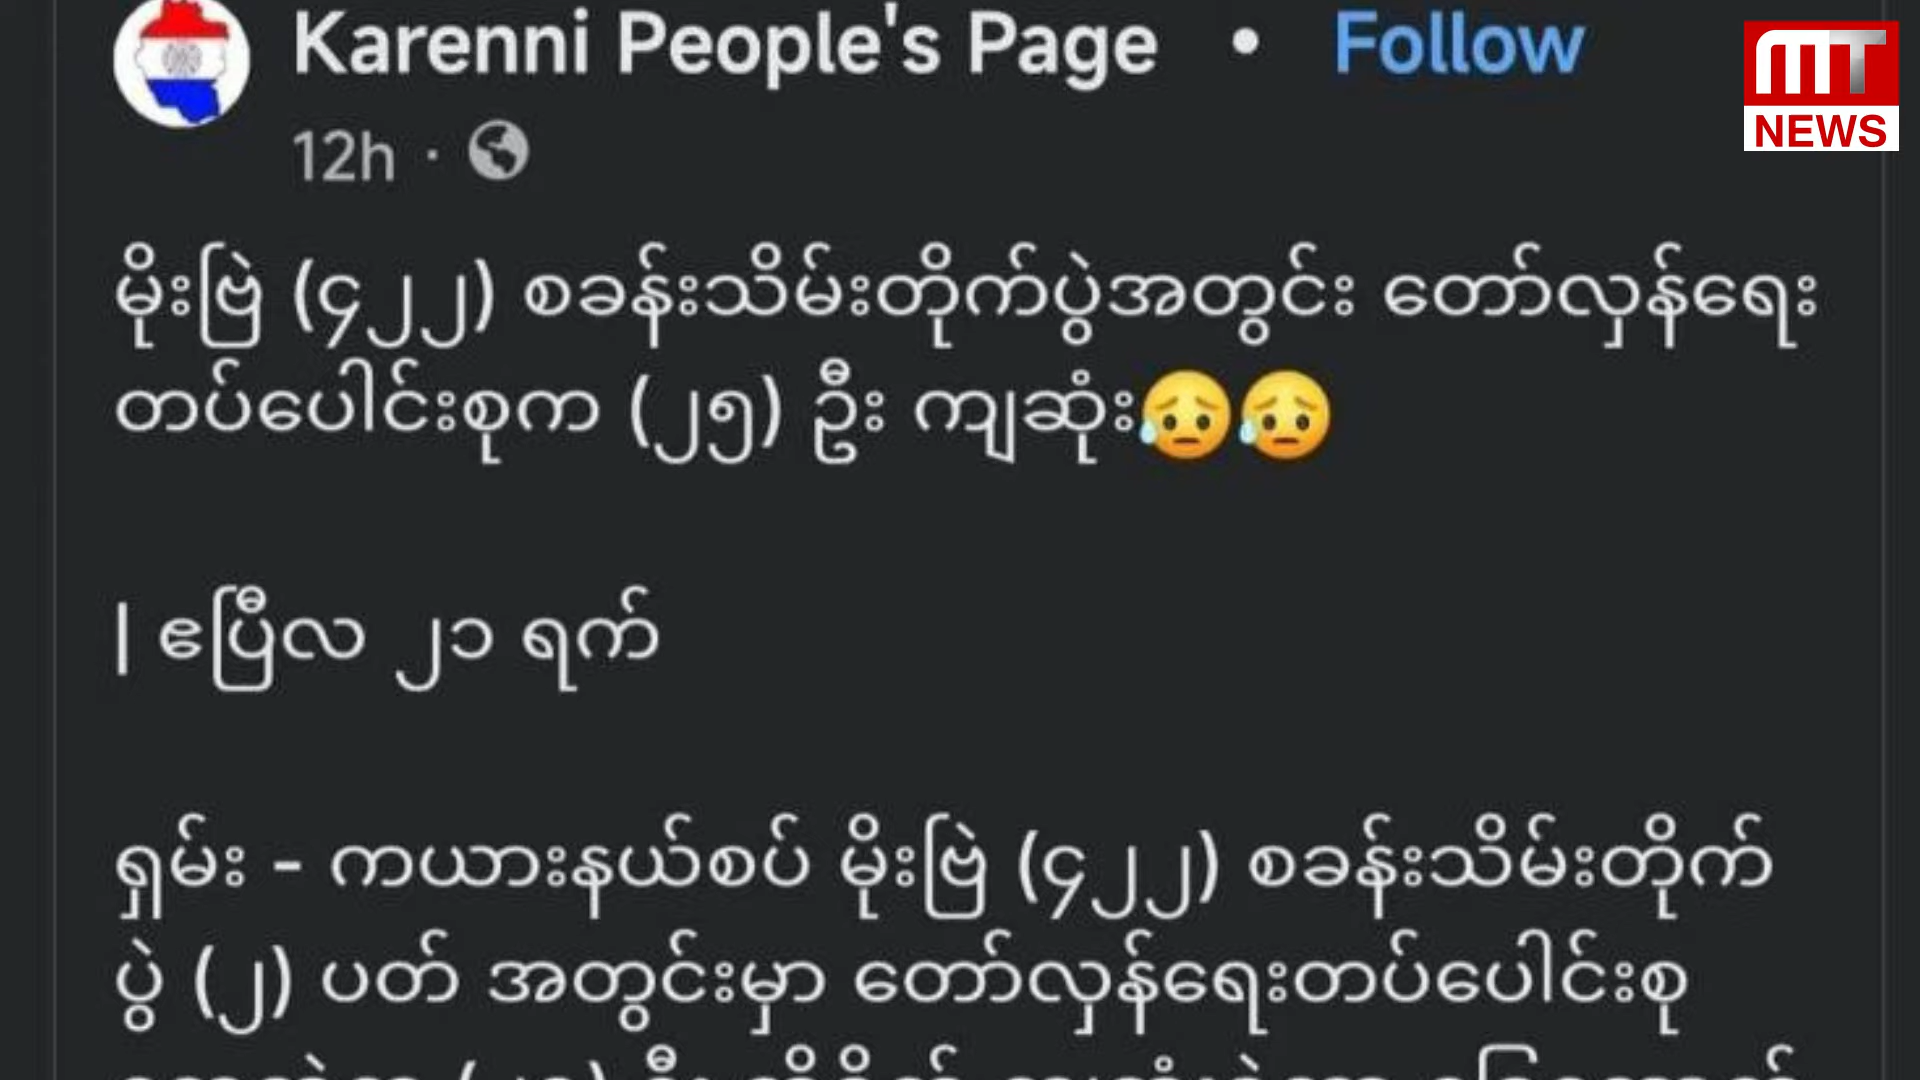 Karenni People's Page • Follow
MT
NEWS
12h ·
မိုးဗြဲ (၄၂၂) စခန်းသိမ်းတိုက်ပွဲအတွင်း တော်လှန်ရေး
တပ်ပေါင်းစုက (၂၅) ဦး ကျဆုံး😥😥
| ဧပြီလ ၂၁ ရက်
ရှမ်း - ကယားနယ်စပ် မိုးဗြဲ (၄၂၂) စခန်းသိမ်းတိုက်
ပွဲ (၂) ပတ် အတွင်းမှာ တော်လှန်ရေးတပ်ပေါင်းစု